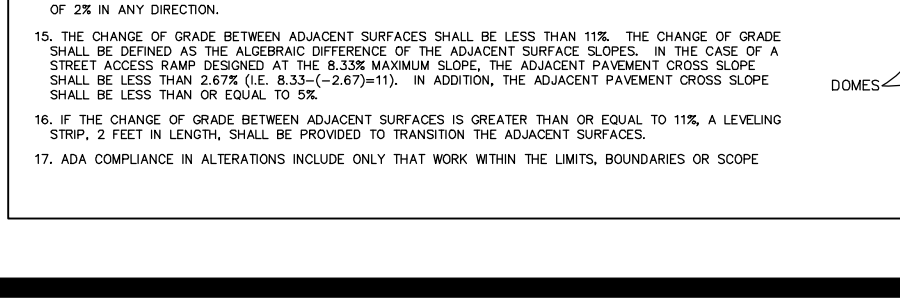 OF 2% IN ANY DIRECTION.
15. THE CHANGE OF GRADE BETWEEN ADJACENT SURFACES SHALL BE LESS THAN 11%. THE CHANGE OF GRADE
SHALL BE DEFINED AS THE ALGEBRAIC DIFFERENCE OF THE ADJACENT SURFACE SLOPES. IN THE CASE OF A
STREET ACCESS RAMP DESIGNED AT THE 8.33% MAXIMUM SLOPE, THE ADJACENT PAVEMENT CROSS SLOPE
SHALL BE LESS THAN 2.67% (I.E. 8.33-(-2.67)=11). IN ADDITION, THE ADJACENT PAVEMENT CROSS SLOPE
SHALL BE LESS THAN OR EQUAL TO 5%.
16. IF THE CHANGE OF GRADE BETWEEN ADJACENT SURFACES IS GREATER THAN OR EQUAL TO 11%, A LEVELING
STRIP, 2 FEET IN LENGTH, SHALL BE PROVIDED TO TRANSITION THE ADJACENT SURFACES.
17. ADA COMPLIANCE IN ALTERATIONS INCLUDE ONLY THAT WORK WITHIN THE LIMITS, BOUNDARIES OR SCOPE
DOMES